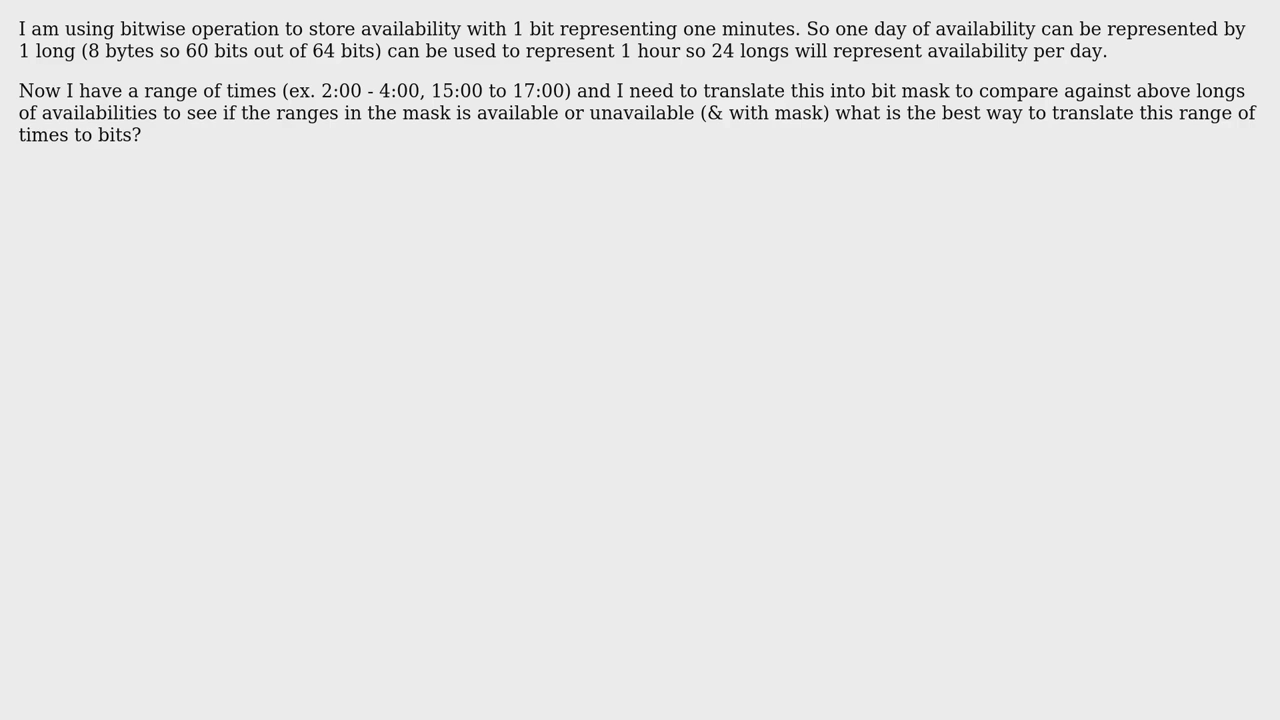 I am using bitwise operation to store availability with 1 bit representing one minutes. So one day of availability can be represented by
1 long (8 bytes so 60 bits out of 64 bits) can be used to represent 1 hour so 24 longs will represent availability per day.
Now I have a range of times (ex. 2:00 - 4:00, 15:00 to 17:00) and I need to translate this into bit mask to compare against above longs
of availabilities to see if the ranges in the mask is available or unavailable (& with mask) what is the best way to translate this range of
times to bits?